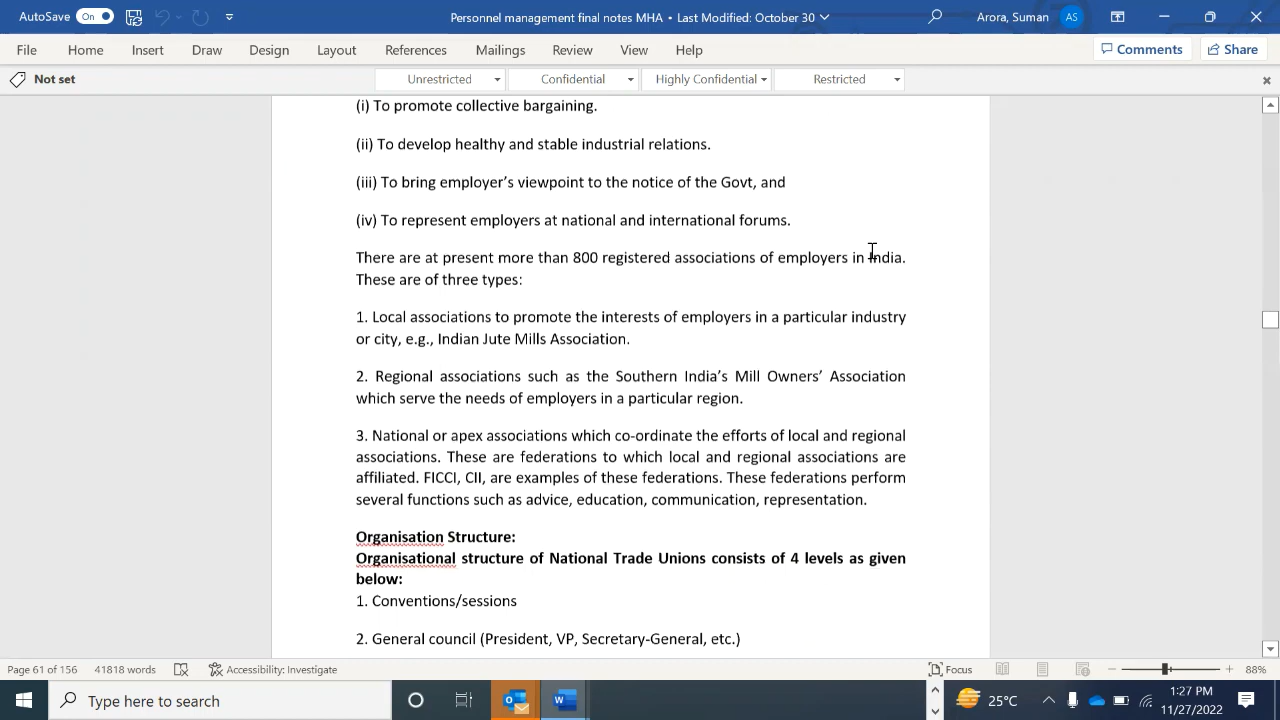 AutoSave On Personnel management final notes MHA • Last Modified: October 30 Arora, Suman AS
File Home Insert Draw Design Layout References Mailings Review View Help Comments Share
Not set Unrestricted Confidential Highly Confidential Restricted
(i) To promote collective bargaining.
(ii) To develop healthy and stable industrial relations.
(iii) To bring employer’s viewpoint to the notice of the Govt, and
(iv) To represent employers at national and international forums.
There are at present more than 800 registered associations of employers in India.
These are of three types:
1. Local associations to promote the interests of employers in a particular industry
or city, e.g., Indian Jute Mills Association.
2. Regional associations such as the Southern India’s Mill Owners’ Association
which serve the needs of employers in a particular region.
3. National or apex associations which co-ordinate the efforts of local and regional
associations. These are federations to which local and regional associations are
affiliated. FICCI, CII, are examples of these federations. These federations perform
several functions such as advice, education, communication, representation.
Organisation Structure:
Organisational structure of National Trade Unions consists of 4 levels as given
below:
1. Conventions/sessions
2. General council (President, VP, Secretary-General, etc.)
Page 61 of 156 41818 words Accessibility: Investigate Focus 88%
Type here to search 25°C 1:27 PM
11/27/2022